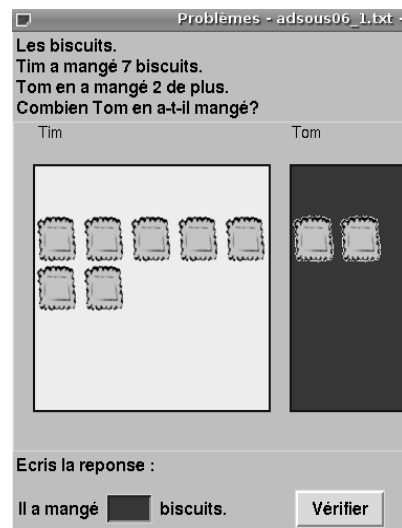 Problèmes - adsous06_1.txt -
Les biscuits.
Tim a mangé 7 biscuits.
Tom en a mangé 2 de plus.
Combien Tom en a-t-il mangé?
Tim Tom
Ecris la reponse :
Il a mangé biscuits. Vérifier